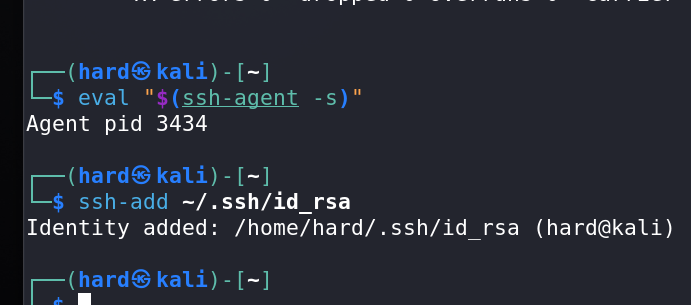 ┌──(hard㉿kali)-[~]
└─$ eval "$(ssh-agent -s)"
Agent pid 3434
┌──(hard㉿kali)-[~]
└─$ ssh-add ~/.ssh/id_rsa
Identity added: /home/hard/.ssh/id_rsa (hard@kali)
┌──(hard㉿kali)-[~]
└─$